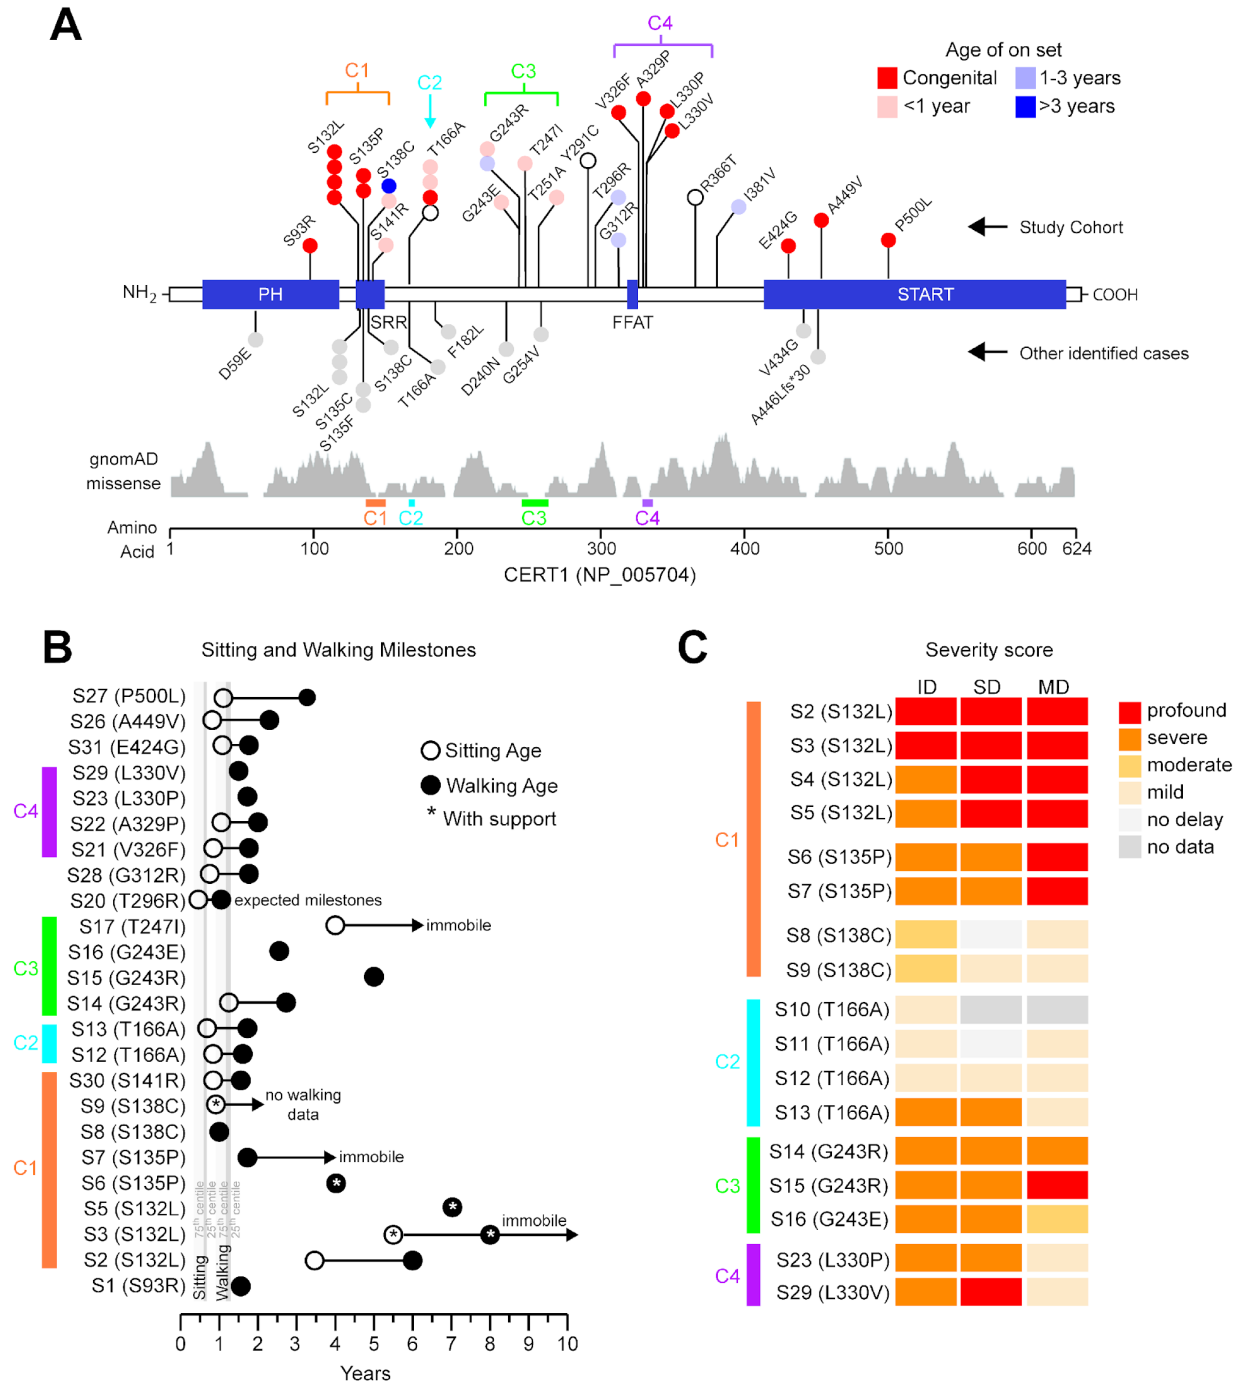 A
C4
C1
C2
C3
Age of on set
Congenital
1-3 years
<1 year
>3 years
S132L
S135P
S138C
S141R
T166A
G243R
G243E
T247I
T251A
Y291C
T296R
G312R
V326F
A329P
L330P
L330V
R366T
I381V
S93R
E424G
A449V
P500L
Study Cohort
NH2
PH
SRR
FFAT
START
COOH
D59E
S132L
S135C
S135F
S138C
T166A
F182L
D240N
G254V
V434G
A446Lfs*30
Other identified cases
gnomAD
missense
C1
C2
C3
C4
Amino
Acid
1 100 200 300 400 500 600 624
CERT1 (NP_005704)
B
Sitting and Walking Milestones
S27 (P500L)
S26 (A449V)
S31 (E424G)
S29 (L330V)
S23 (L330P)
S22 (A329P)
S21 (V326F)
S28 (G312R)
S20 (T296R) expected milestones
S17 (T247I) immobile
S16 (G243E)
S15 (G243R)
S14 (G243R)
S13 (T166A)
S12 (T166A)
S30 (S141R)
S9 (S138C) * no walking
data
S8 (S138C)
S7 (S135P) immobile
S6 (S135P) *
S5 (S132L) *
S3 (S132L) * * immobile
S2 (S132L)
S1 (S93R)
C4
C3
C2
C1
Sitting Age
Walking Age
* With support
75th centile
25th centile
75th centile
25th centile
Sitting
Walking
0 1 2 3 4 5 6 7 8 9 10
Years
C
Severity score
ID SD MD
S2 (S132L)
S3 (S132L)
S4 (S132L)
S5 (S132L)
S6 (S135P)
S7 (S135P)
S8 (S138C)
S9 (S138C)
S10 (T166A)
S11 (T166A)
S12 (T166A)
S13 (T166A)
S14 (G243R)
S15 (G243R)
S16 (G243E)
S23 (L330P)
S29 (L330V)
C1
C2
C3
C4
profound
severe
moderate
mild
no delay
no data